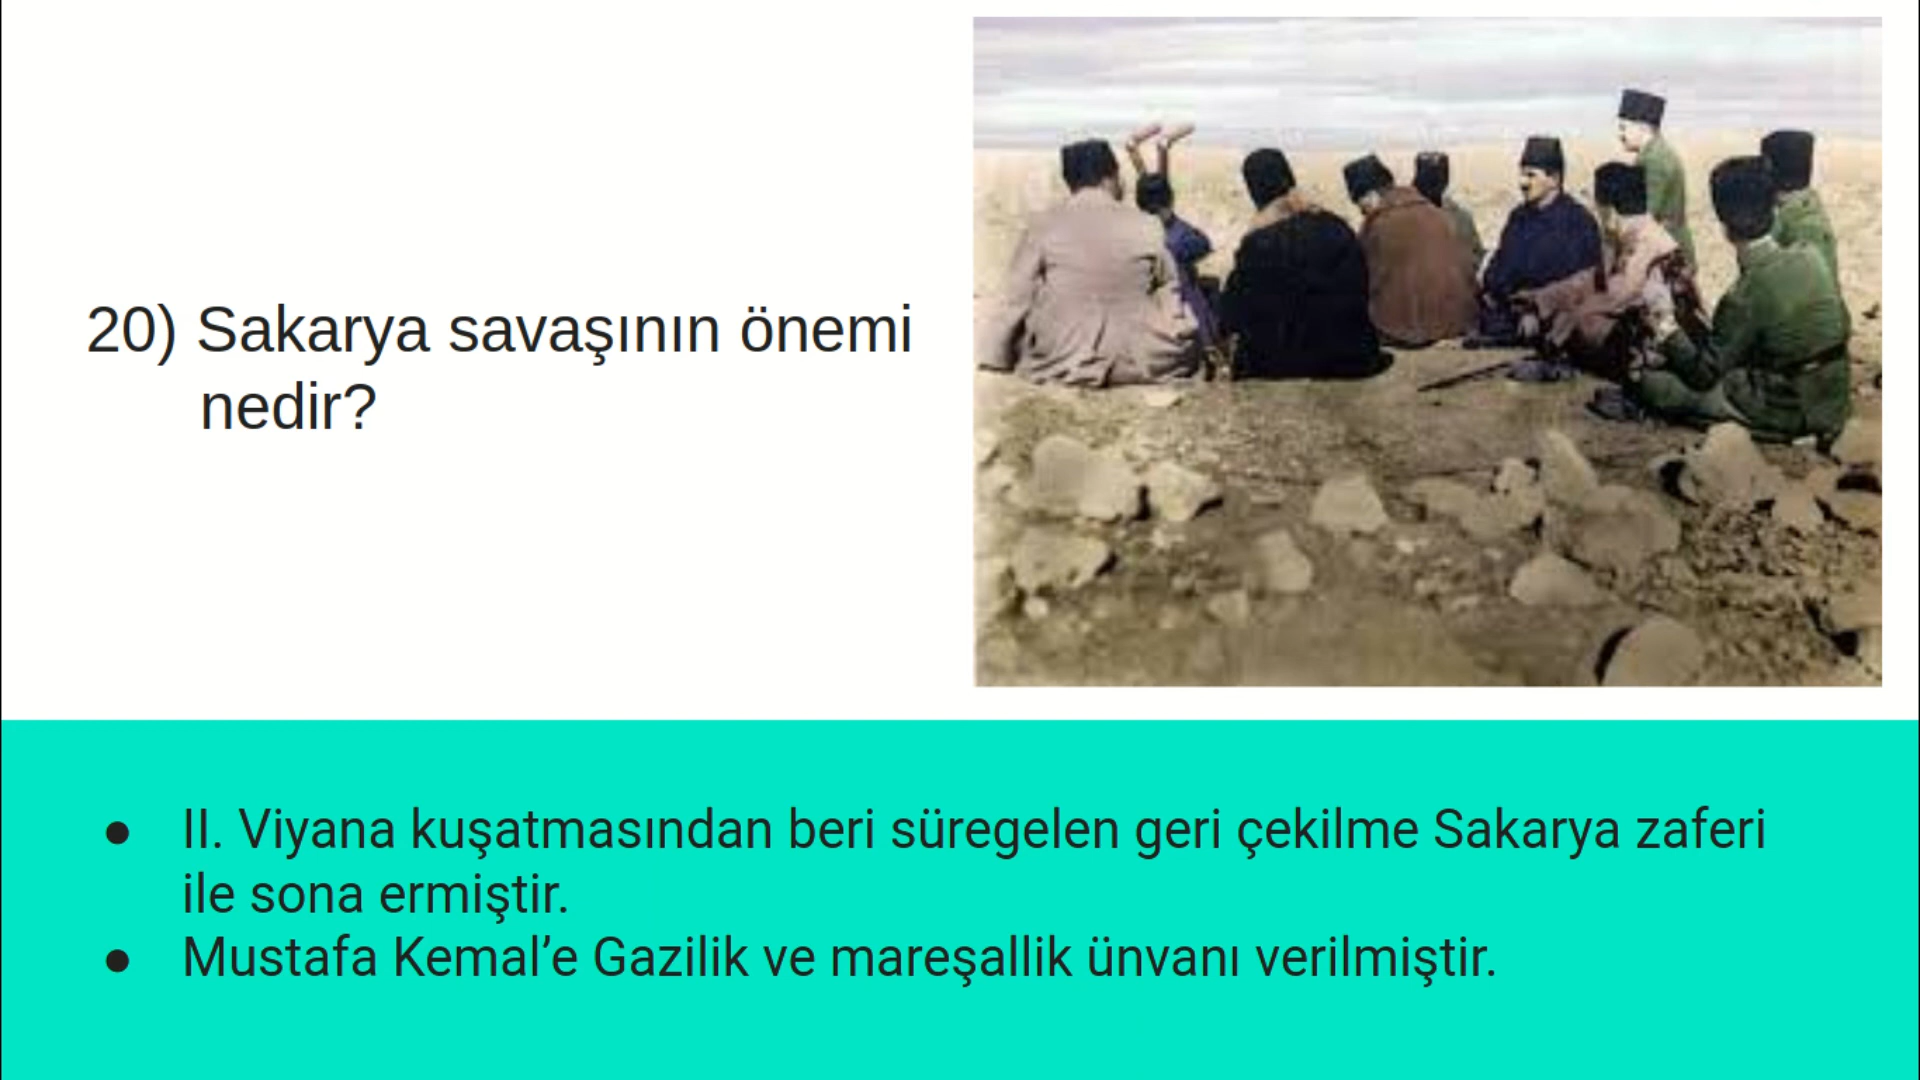 20) Sakarya savaşının önemi
nedir?
● II. Viyana kuşatmasından beri süregelen geri çekilme Sakarya zaferi
ile sona ermiştir.
● Mustafa Kemal’e Gazilik ve mareşallik ünvanı verilmiştir.